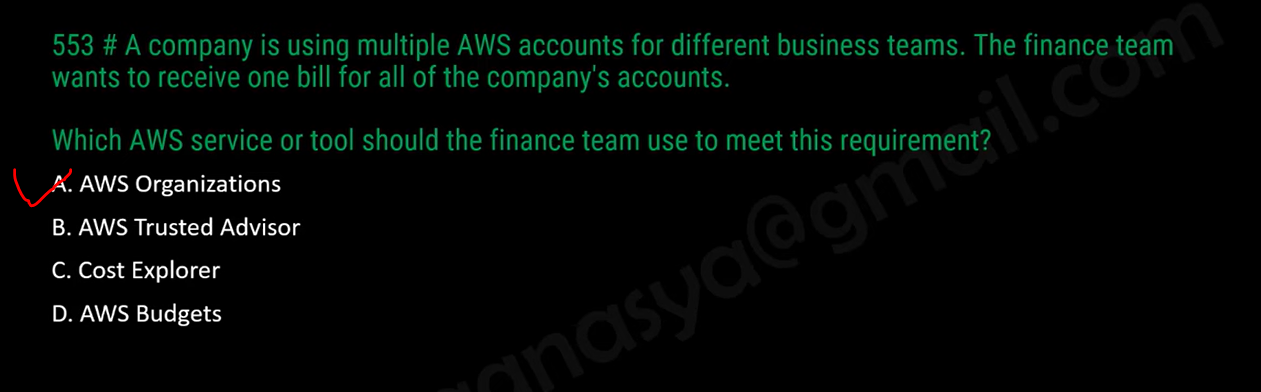 553 # A company is using multiple AWS accounts for different business teams. The finance team
wants to receive one bill for all of the company's accounts.
Which AWS service or tool should the finance team use to meet this requirement?
A. AWS Organizations
B. AWS Trusted Advisor
C. Cost Explorer
D. AWS Budgets